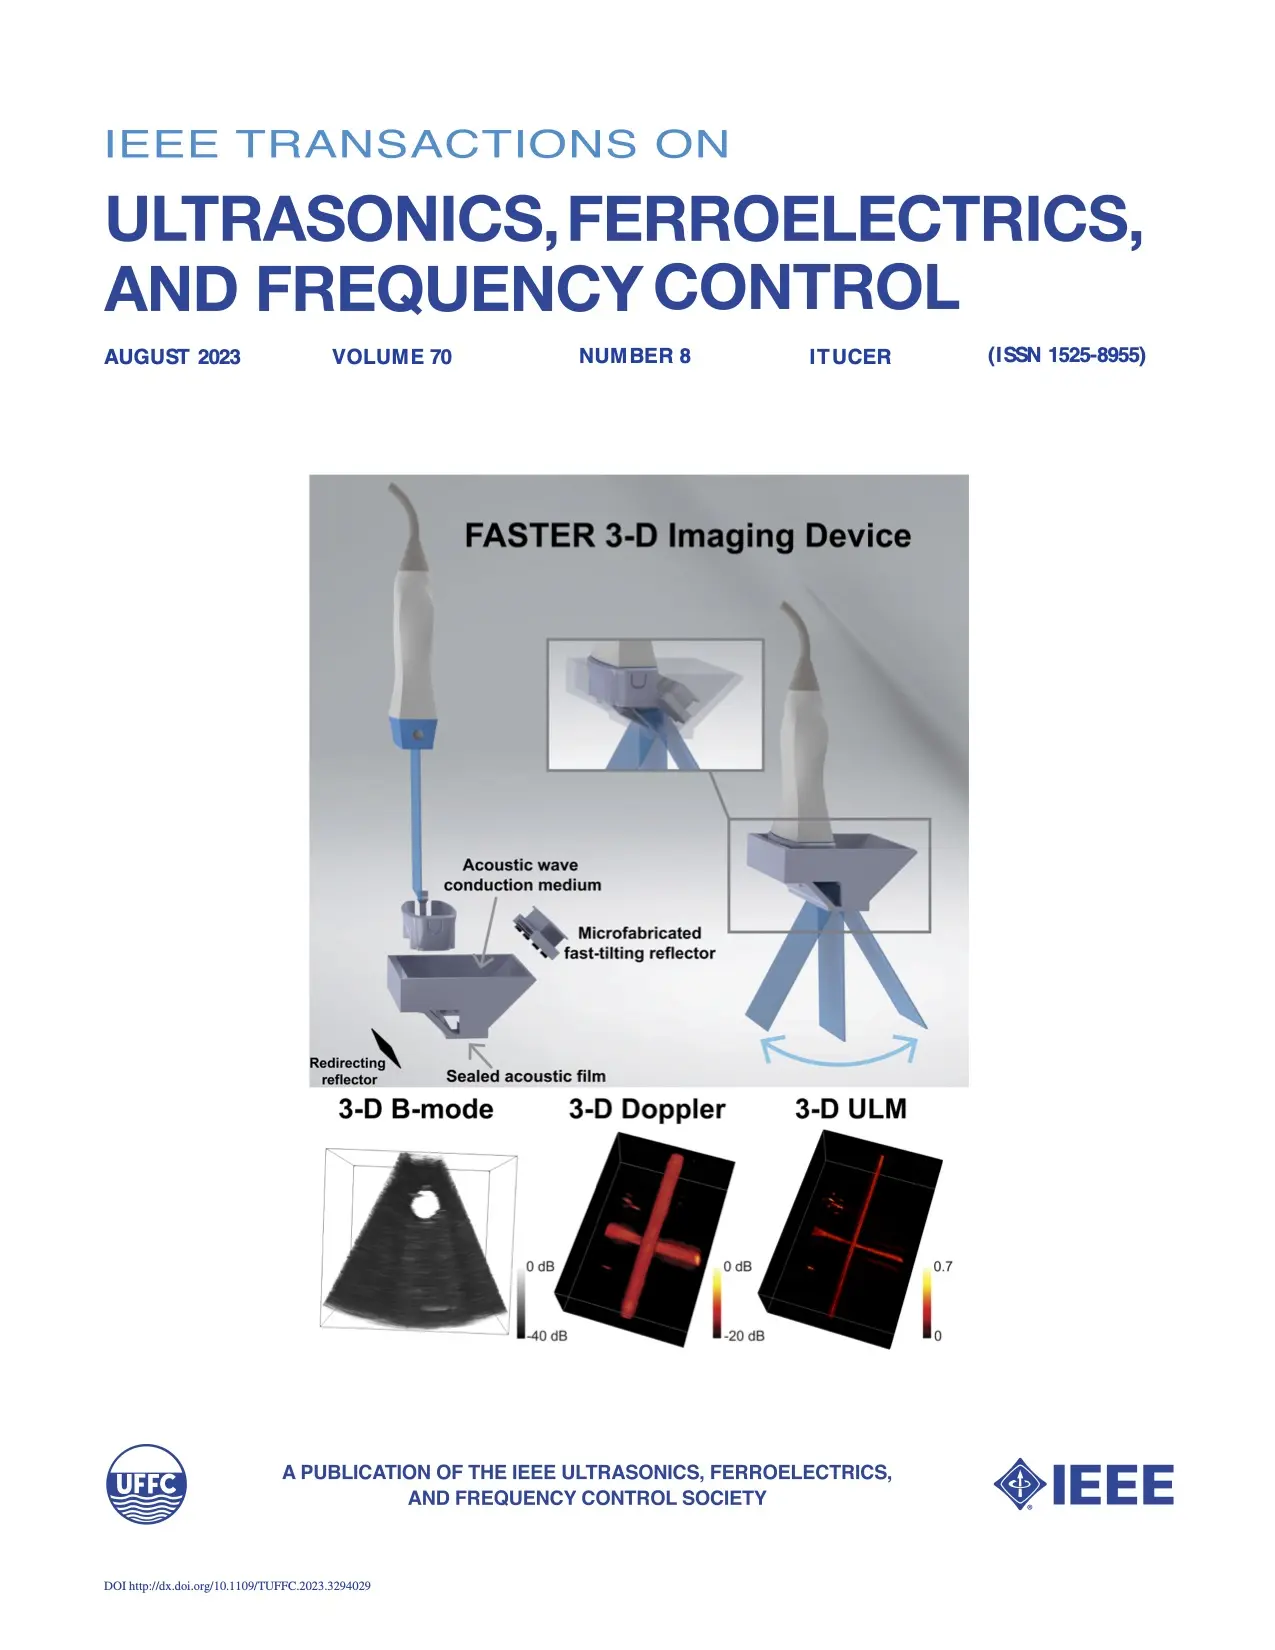 IEEE TRANSACTIONS ON
ULTRASONICS, FERROELECTRICS,
AND FREQUENCY CONTROL
AUGUST 2023 VOLUME 70 NUMBER 8 ITUCER (ISSN 1525-8955)
FASTER 3-D Imaging Device
Acoustic wave
conduction medium
Microfabricated
fast-tilting reflector
Redirecting
reflector
Sealed acoustic film
3-D B-mode 3-D Doppler 3-D ULM
0 dB 0 dB 0.7
-40 dB -20 dB 0
UFFC
A PUBLICATION OF THE IEEE ULTRASONICS, FERROELECTRICS,
AND FREQUENCY CONTROL SOCIETY
IEEE
®
DOI http://dx.doi.org/10.1109/TUFFC.2023.3294029